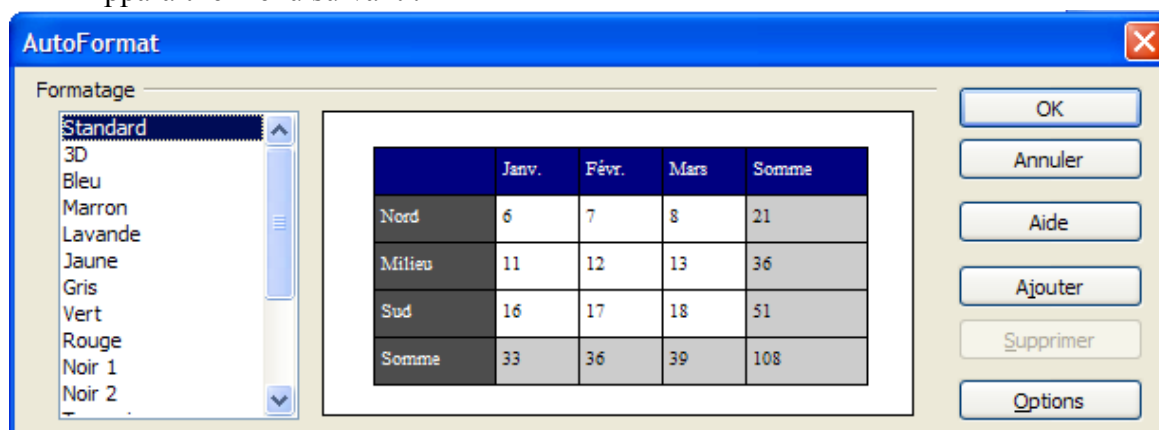 AutoFormat
Formatage
Standard
3D
Bleu
Marron
Lavande
Jaune
Gris
Vert
Rouge
Noir 1
Noir 2
Janv. Févr. Mars Somme
Nord 6 7 8 21
Milieu 11 12 13 36
Sud 16 17 18 51
Somme 33 36 39 108
OK
Annuler
Aide
Ajouter
Supprimer
Options